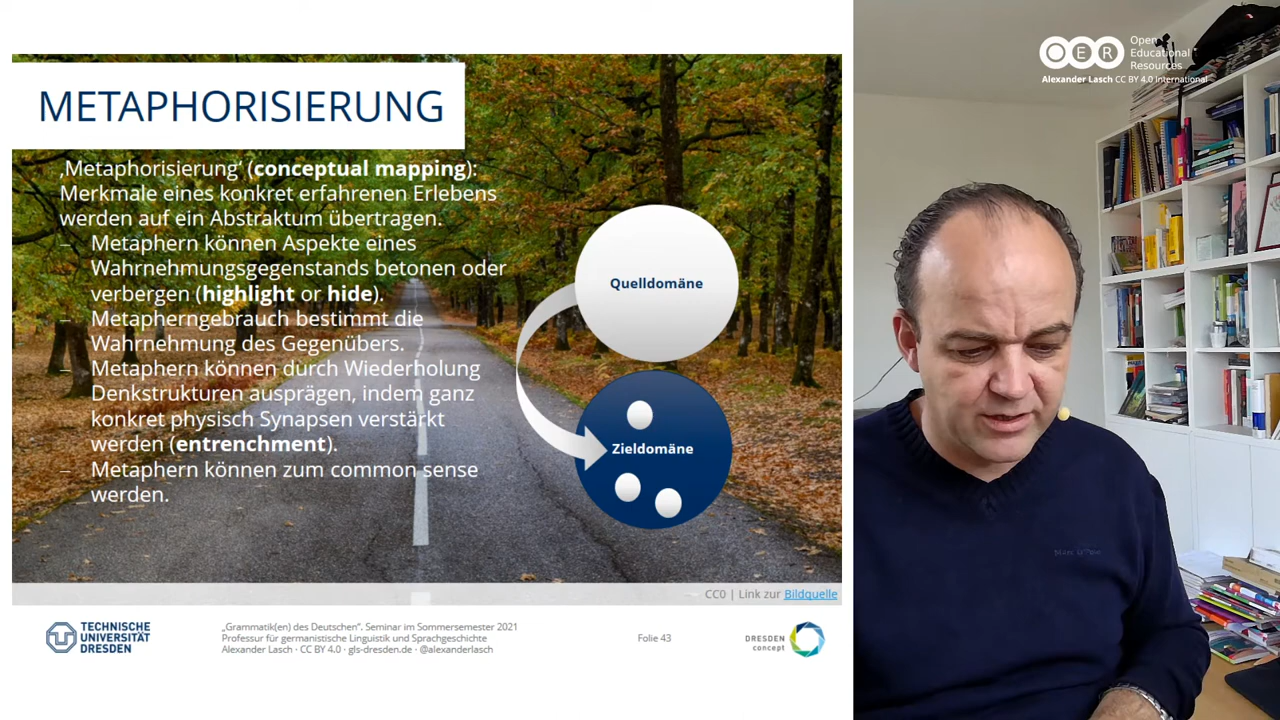 METAPHORISIERUNG
‚Metaphorisierung‘ (conceptual mapping):
Merkmale eines konkret erfahrenen Erlebens
werden auf ein Abstraktum übertragen.
– Metaphern können Aspekte eines
Wahrnehmungsgegenstands betonen oder
verbergen (highlight or hide).
– Metapherngebrauch bestimmt die
Wahrnehmung des Gegenübers.
– Metaphern können durch Wiederholung
Denkstrukturen ausprägen, indem ganz
konkret physisch Synapsen verstärkt
werden (entrenchment).
– Metaphern können zum common sense
werden.
Quelldomäne
Zieldomäne
CC0 | Link zur Bildquelle
TECHNISCHE
UNIVERSITÄT
DRESDEN
„Grammatik(en) des Deutschen“. Seminar im Sommersemester 2021
Professur für germanistische Linguistik und Sprachgeschichte
Alexander Lasch · CC BY 4.0 · gls-dresden.de · @alexanderlasch
Folie 43
DRESDEN
concept
OER
Open
Educational
Resources
Alexander Lasch CC BY 4.0 International